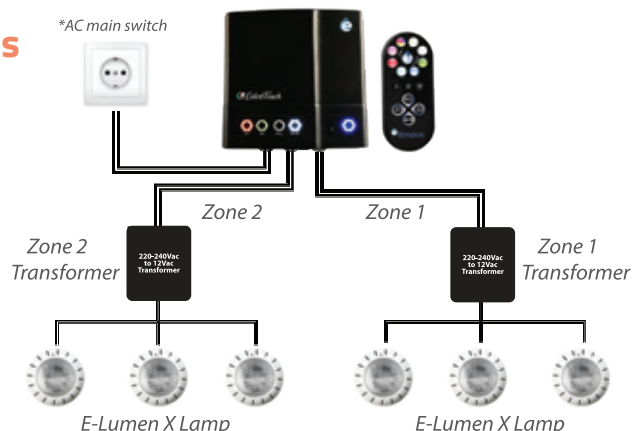 *AC main switch
s
e
ColorTouch
Zone 2
Zone 1
Zone 2
Transformer
220-240Vac
to 12Vac
Transformer
220-240Vac
to 12Vac
Transformer
Zone 1
Transformer
E-Lumen X Lamp
E-Lumen X Lamp